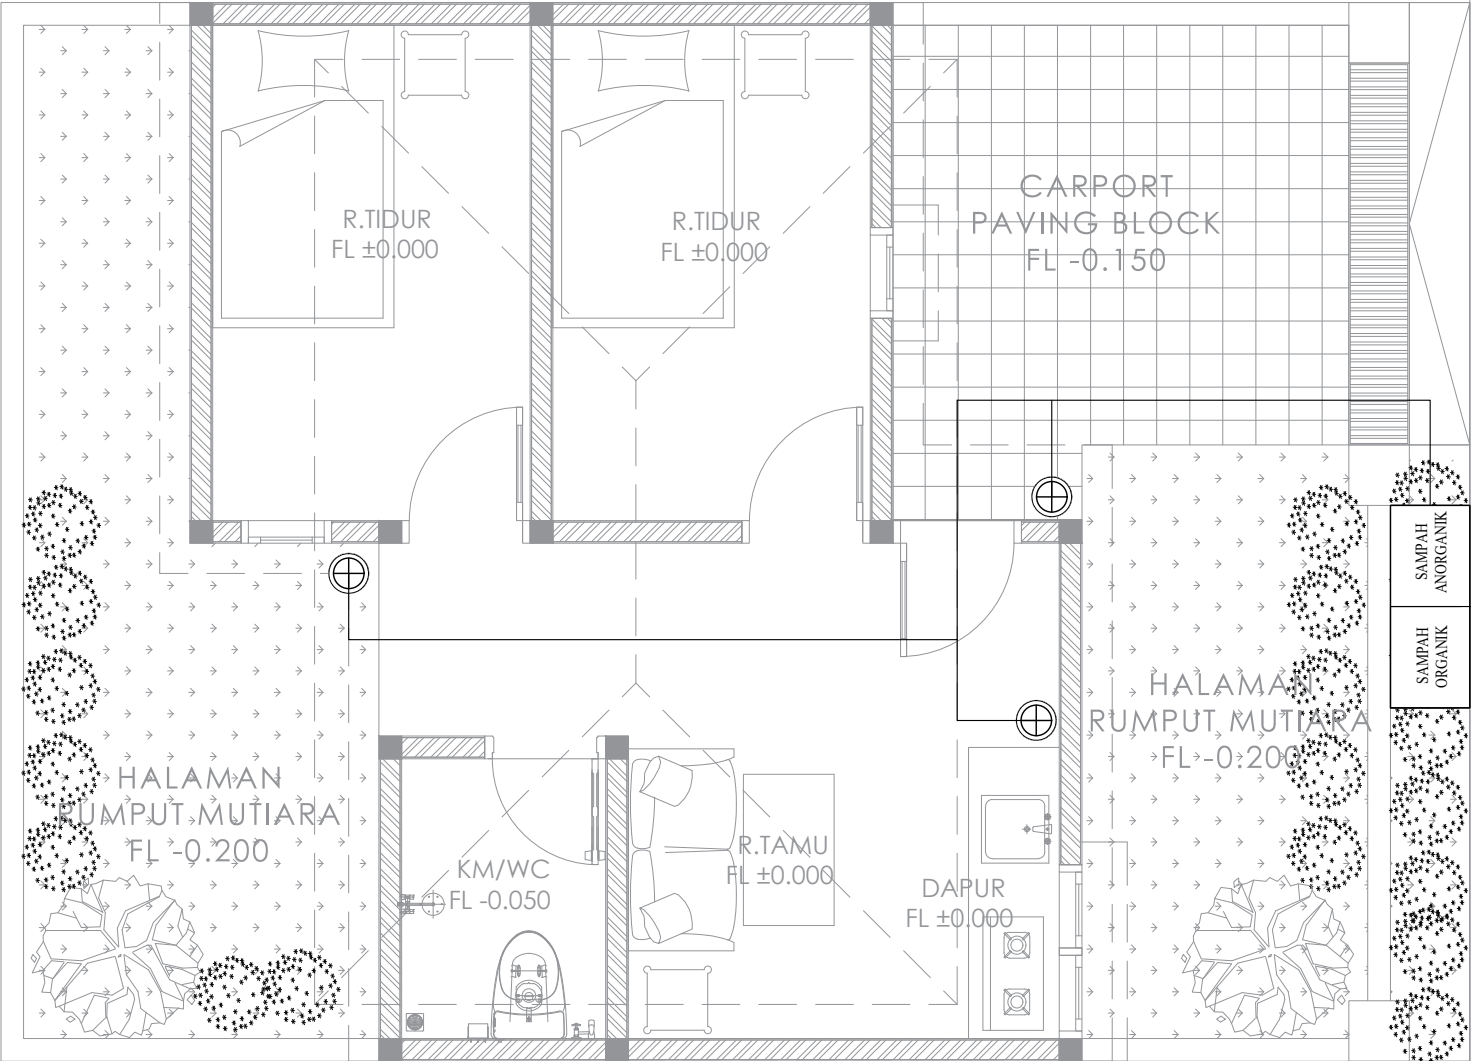 R.TIDUR
FL ±0.000
R.TIDUR
FL ±0.000
CARPORT
PAVING BLOCK
FL -0.150
SAMPAH
ANORGANIK
SAMPAH
ORGANIK
HALAMAN
RUMPUT MUTIARA
FL -0.200
HALAMAN
RUMPUT MUTIARA
FL -0.200
KM/WC
FL -0.050
R.TAMU
FL ±0.000
DAPUR
FL ±0.000